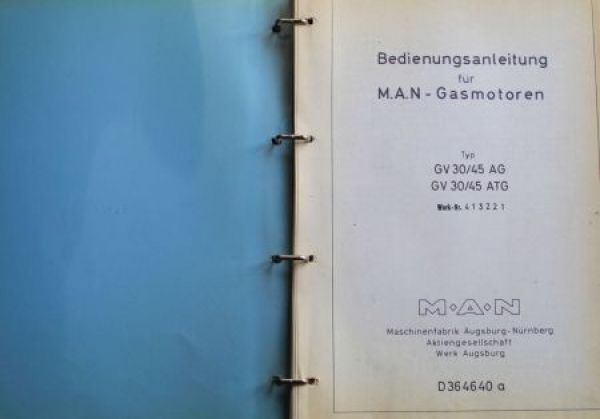 Bedienungsanleitung
für
M.A.N - Gasmotoren
Typ
GV 30/45 AG
GV 30/45 ATG
Werk-Nr. 413221
M·A·N
Maschinenfabrik Augsburg-Nürnberg
Aktiengesellschaft
Werk Augsburg
D364640 a